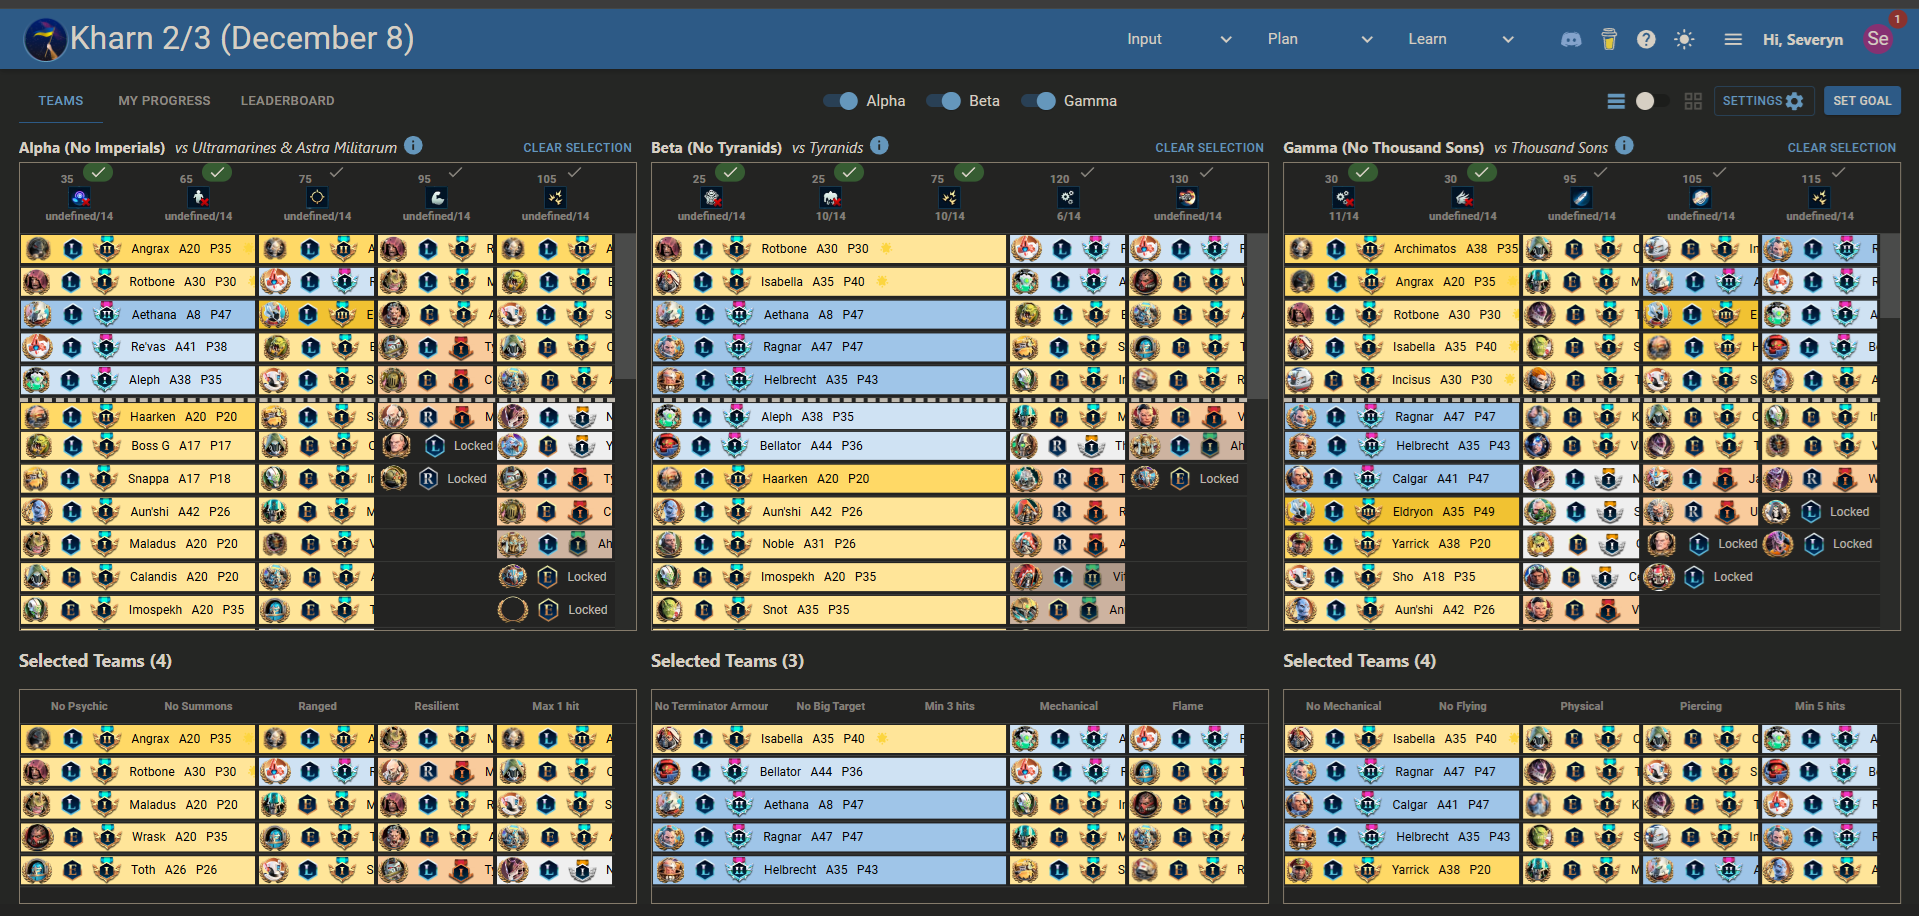 Kharn 2/3 (December 8)
Input Plan Learn Hi, Severyn Se 1
TEAMS MY PROGRESS LEADERBOARD Alpha Beta Gamma SETTINGS SET GOAL
Alpha (No Imperials) vs Ultramarines & Astra Militarum CLEAR SELECTION
35 65 75 95 105
undefined/14 undefined/14 undefined/14 undefined/14 undefined/14
Angrax A20 P35
Rotbone A30 P30
Aethana A8 P47
Re'vas A41 P38
Aleph A38 P35
Haarken A20 P20
Boss G A17 P17 Locked
Snappa A17 P18 Locked
Aun'shi A42 P26
Maladus A20 P20
Calandis A20 P20 Locked
Imospekh A20 P35 Locked
Beta (No Tyranids) vs Tyranids CLEAR SELECTION
25 25 75 120 130
undefined/14 10/14 10/14 6/14 undefined/14
Rotbone A30 P30
Isabella A35 P40
Aethana A8 P47
Ragnar A47 P47
Helbrecht A35 P43
Aleph A38 P35
Bellator A44 P36
Haarken A20 P20 Locked
Aun'shi A42 P26
Noble A31 P26
Imospekh A20 P35
Snot A35 P35
Gamma (No Thousand Sons) vs Thousand Sons CLEAR SELECTION
30 30 95 105 115
11/14 undefined/14 undefined/14 undefined/14 undefined/14
Archimatos A38 P35
Angrax A20 P35
Rotbone A30 P30
Isabella A35 P40
Incisus A30 P30
Ragnar A47 P47
Helbrecht A35 P43
Calgar A41 P47
Eldryon A35 P49 Locked
Yarrick A38 P20 Locked Locked
Sho A18 P35 Locked
Aun'shi A42 P26
Selected Teams (4)
No Psychic No Summons Ranged Resilient Max 1 hit
Angrax A20 P35
Rotbone A30 P30
Maladus A20 P20
Wrask A20 P35
Toth A26 P26
Selected Teams (3)
No Terminator Armour No Big Target Min 3 hits Mechanical Flame
Isabella A35 P40
Bellator A44 P36
Aethana A8 P47
Ragnar A47 P47
Helbrecht A35 P43
Selected Teams (4)
No Mechanical No Flying Physical Piercing Min 5 hits
Isabella A35 P40
Ragnar A47 P47
Calgar A41 P47
Helbrecht A35 P43
Yarrick A38 P20